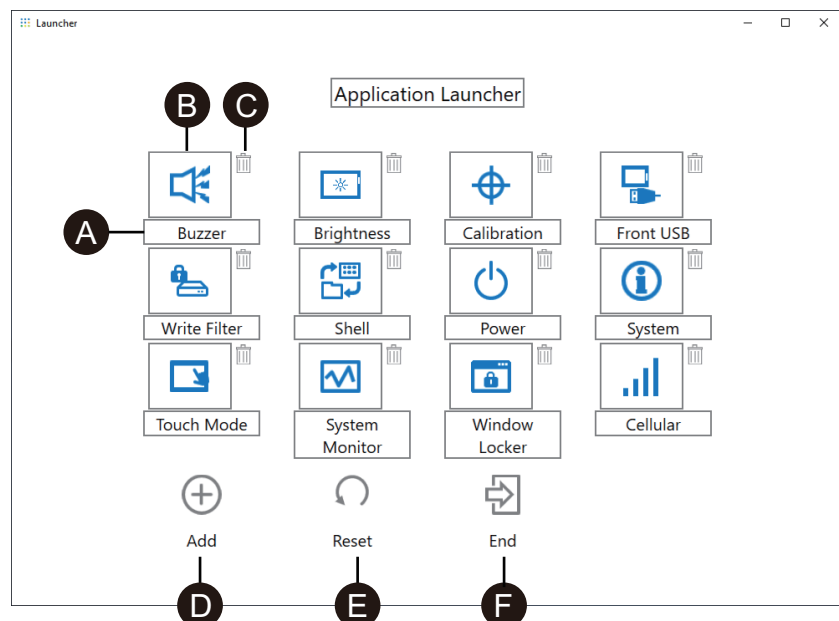 Launcher
Application Launcher
B C
A
Buzzer Brightness Calibration Front USB
Write Filter Shell Power System
Touch Mode System Monitor Window Locker Cellular
Add Reset End
D E F